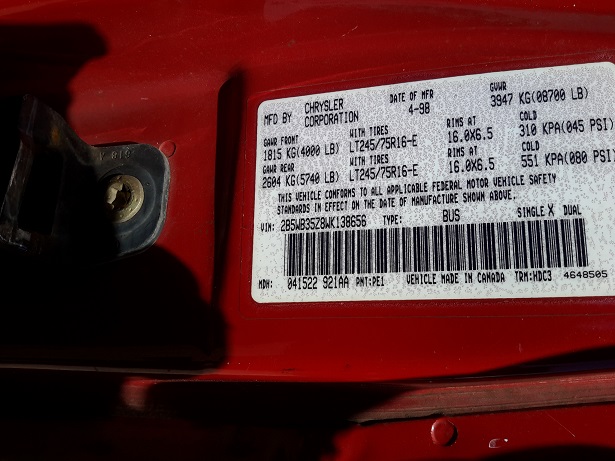 MFD BY CHRYSLER CORPORATION DATE OF MFR 4-98 GVWR 3947 KG(08700 LB)
GAWR FRONT WITH TIRES RIMS AT COLD
1815 KG(4000 LB) LT245/75R16-E 16.0X6.5 310 KPA(045 PSI)
GAWR REAR WITH TIRES RIMS AT COLD
2604 KG(5740 LB) LT245/75R16-E 16.0X6.5 551 KPA(080 PSI)
THIS VEHICLE CONFORMS TO ALL APPLICABLE FEDERAL MOTOR VEHICLE SAFETY
STANDARDS IN EFFECT ON THE DATE OF MANUFACTURE SHOWN ABOVE.
VIN: 2B5WB35Z8WK138656 TYPE: BUS SINGLE X DUAL
MDH: 041522 921AA PNT:PE1 VEHICLE MADE IN CANADA TRM:HDC3 4648505